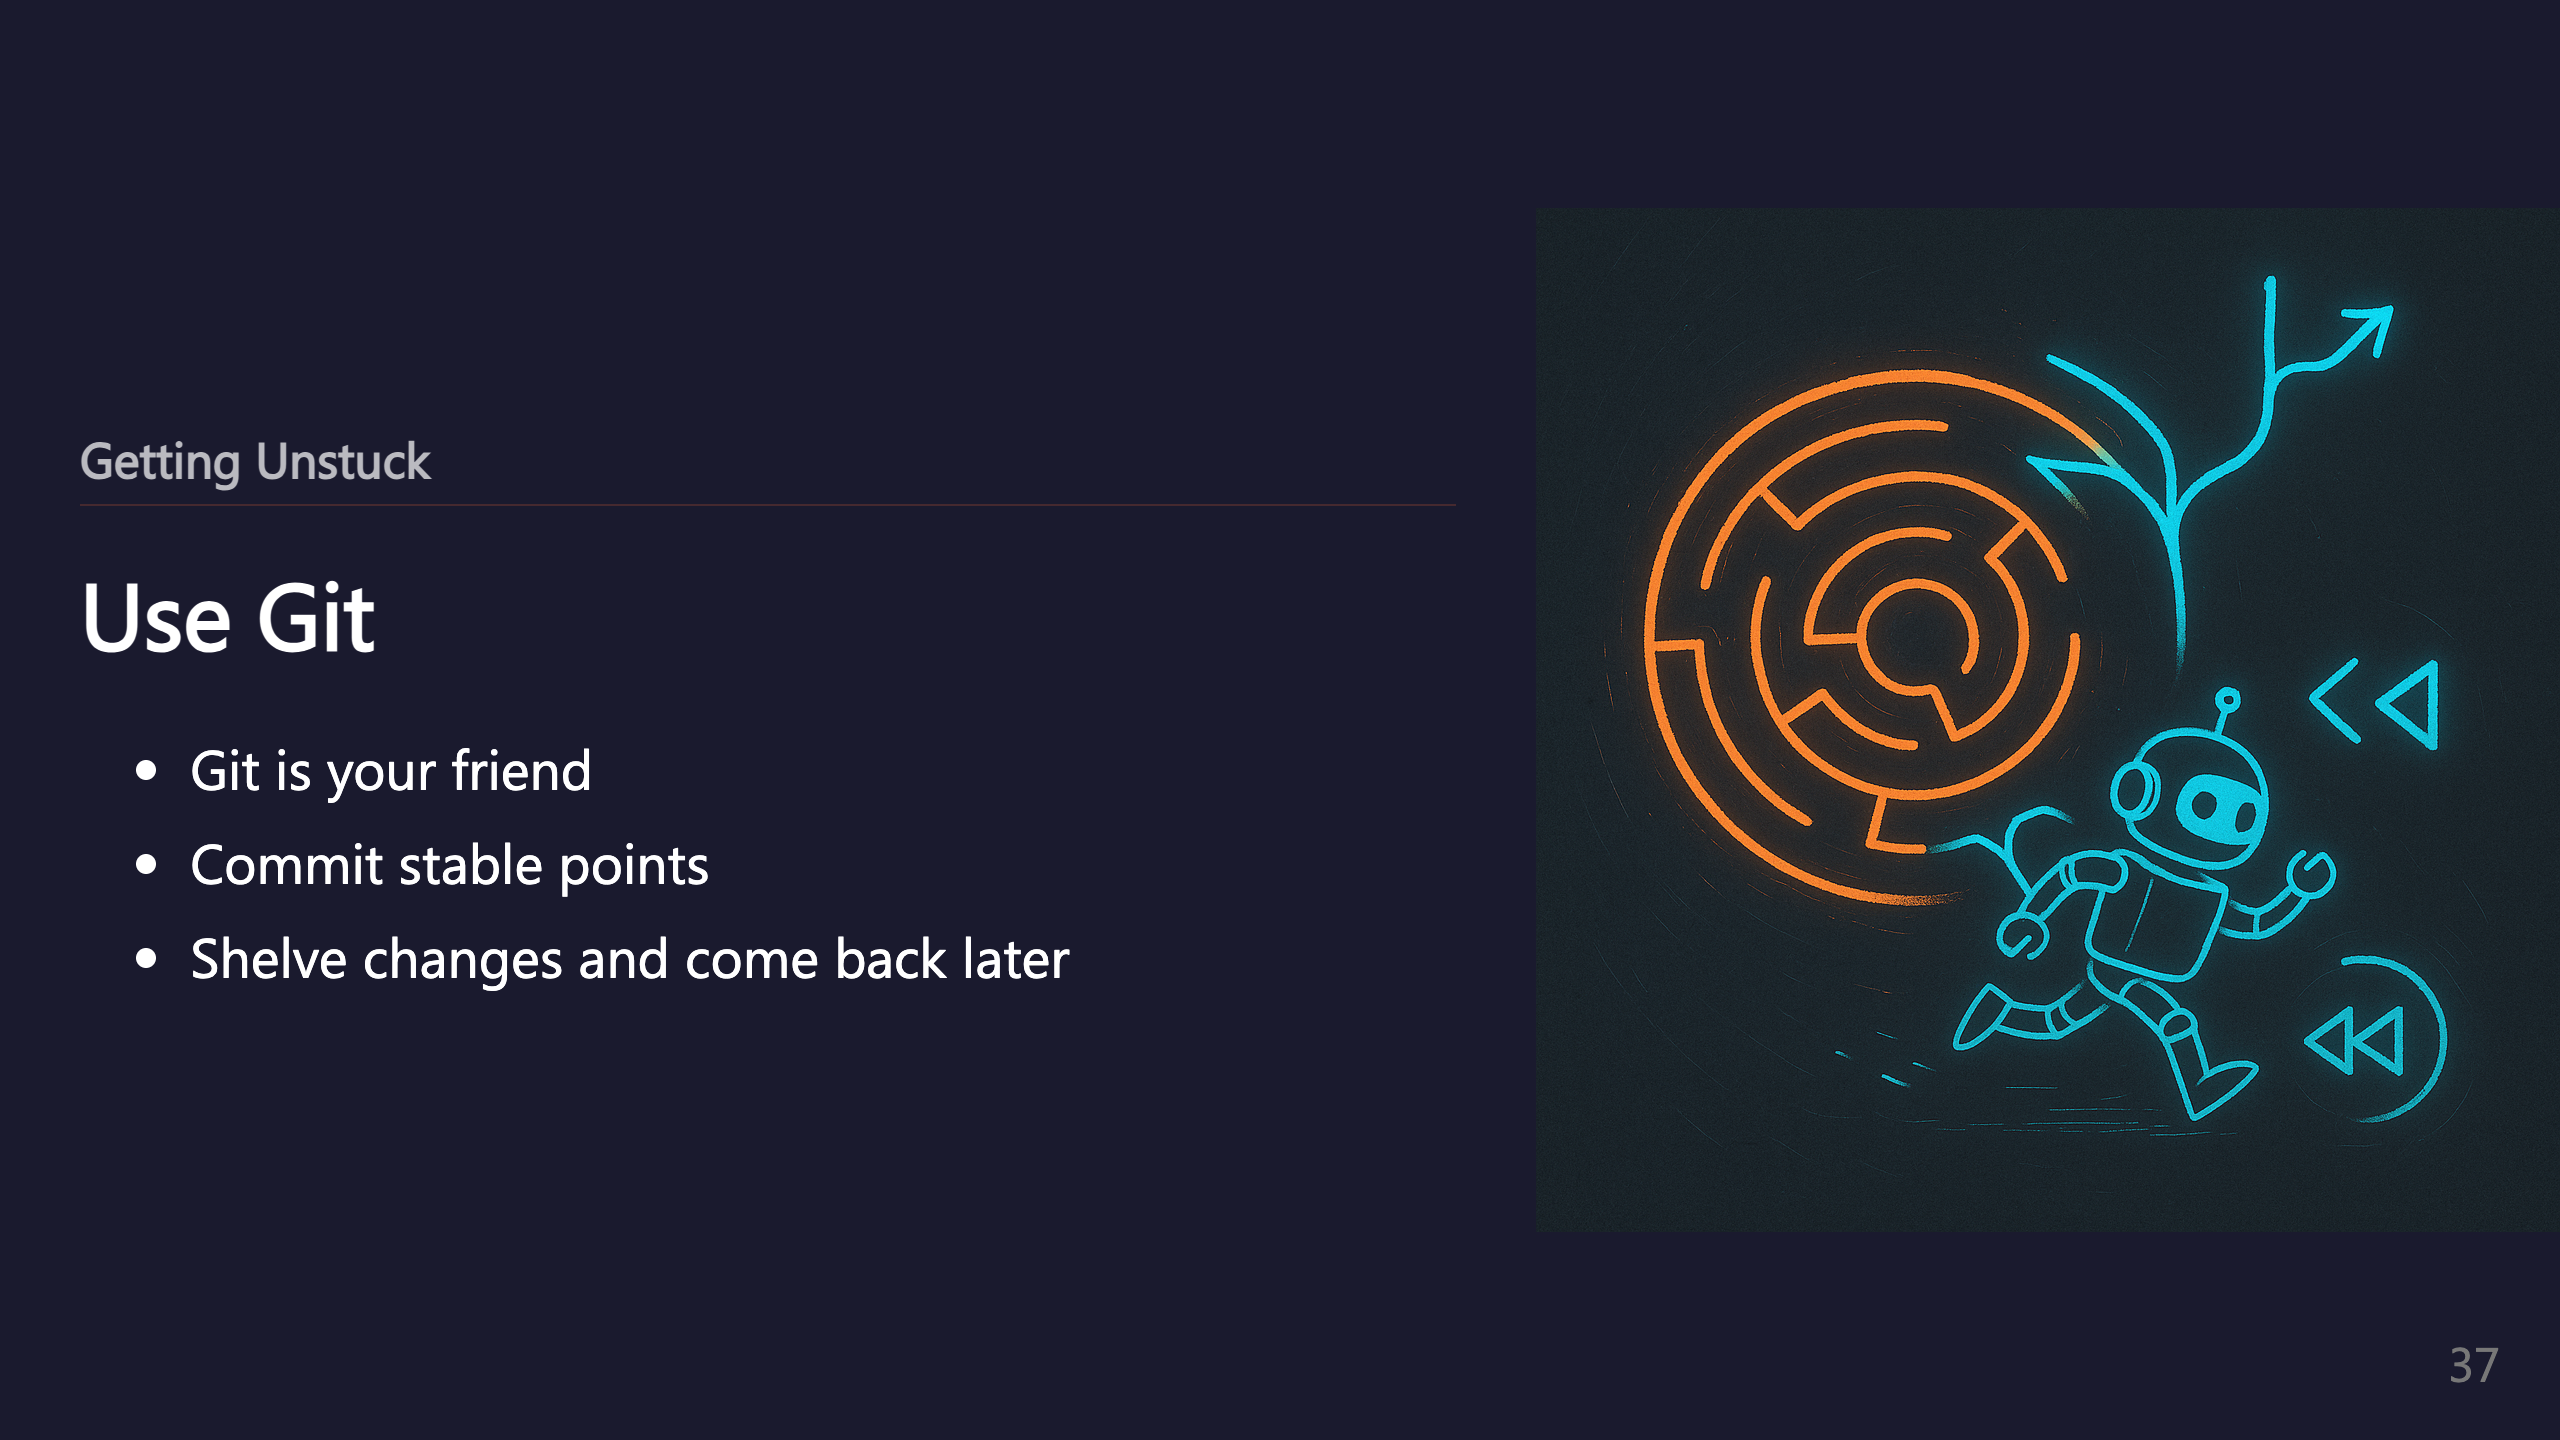 Getting Unstuck
Use Git
• Git is your friend
• Commit stable points
• Shelve changes and come back later
37